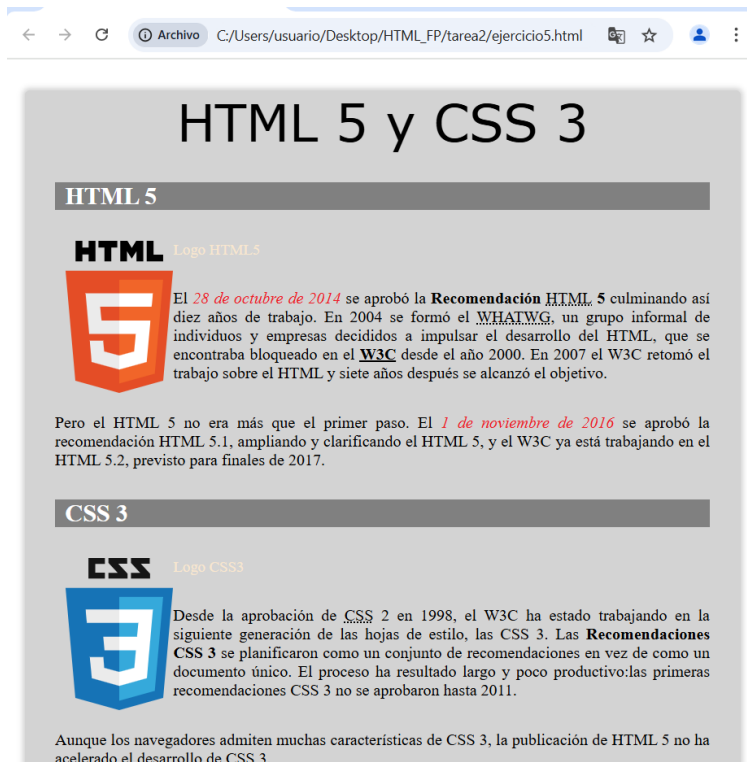 Archivo C:/Users/usuario/Desktop/HTML_FP/tarea2/ejercicio5.html
HTML 5 y CSS 3
HTML 5
HTML Logo HTML5
5
El 28 de octubre de 2014 se aprobó la Recomendación HTML 5 culminando así
diez años de trabajo. En 2004 se formó el WHATWG, un grupo informal de
individuos y empresas decididos a impulsar el desarrollo del HTML, que se
encontraba bloqueado en el W3C desde el año 2000. En 2007 el W3C retomó el
trabajo sobre el HTML y siete años después se alcanzó el objetivo.
Pero el HTML 5 no era más que el primer paso. El 1 de noviembre de 2016 se aprobó la
recomendación HTML 5.1, ampliando y clarificando el HTML 5, y el W3C ya está trabajando en el
HTML 5.2, previsto para finales de 2017.
CSS 3
CSS Logo CSS3
3
Desde la aprobación de CSS 2 en 1998, el W3C ha estado trabajando en la
siguiente generación de las hojas de estilo, las CSS 3. Las Recomendaciones
CSS 3 se planificaron como un conjunto de recomendaciones en vez de como un
documento único. El proceso ha resultado largo y poco productivo:las primeras
recomendaciones CSS 3 no se aprobaron hasta 2011.
Aunque los navegadores admiten muchas características de CSS 3, la publicación de HTML 5 no ha
acelerado el desarrollo de CSS 3